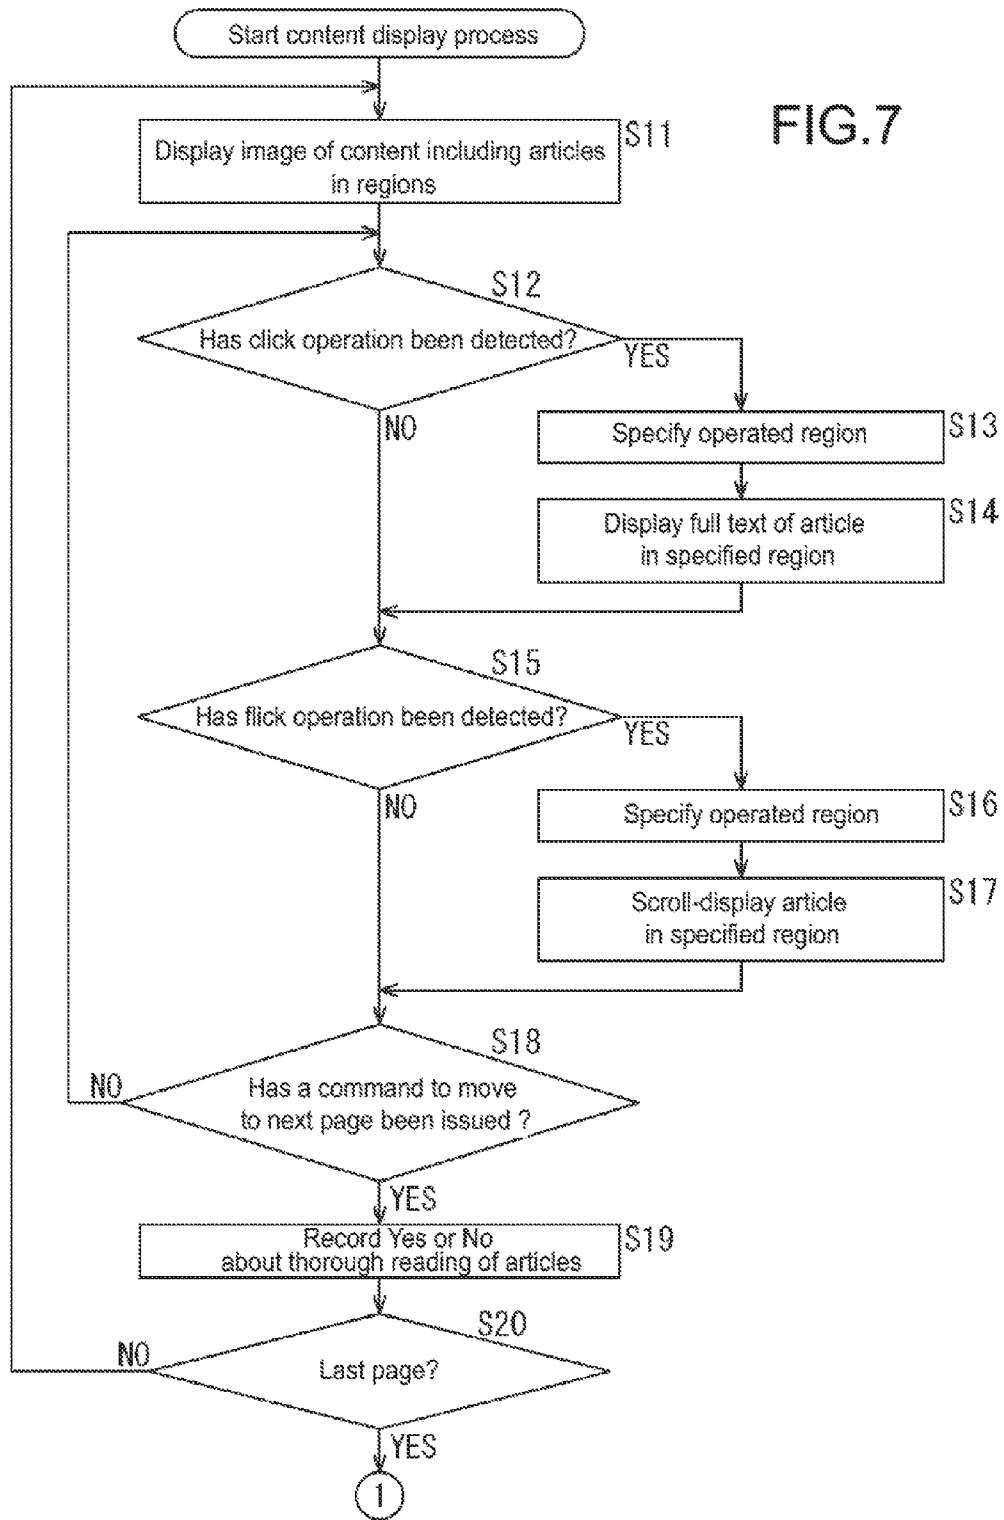 Start content display process
FIG.7
S11
Display image of content including articles
in regions
S12
Has click operation been detected?
YES
NO
S13
Specify operated region
S14
Display full text of article
in specified region
S15
Has flick operation been detected?
YES
NO
S16
Specify operated region
S17
Scroll-display article
in specified region
S18
NO
Has a command to move
to next page been issued ?
YES
S19
Record Yes or No
about thorough reading of articles
S20
NO
Last page?
YES
1